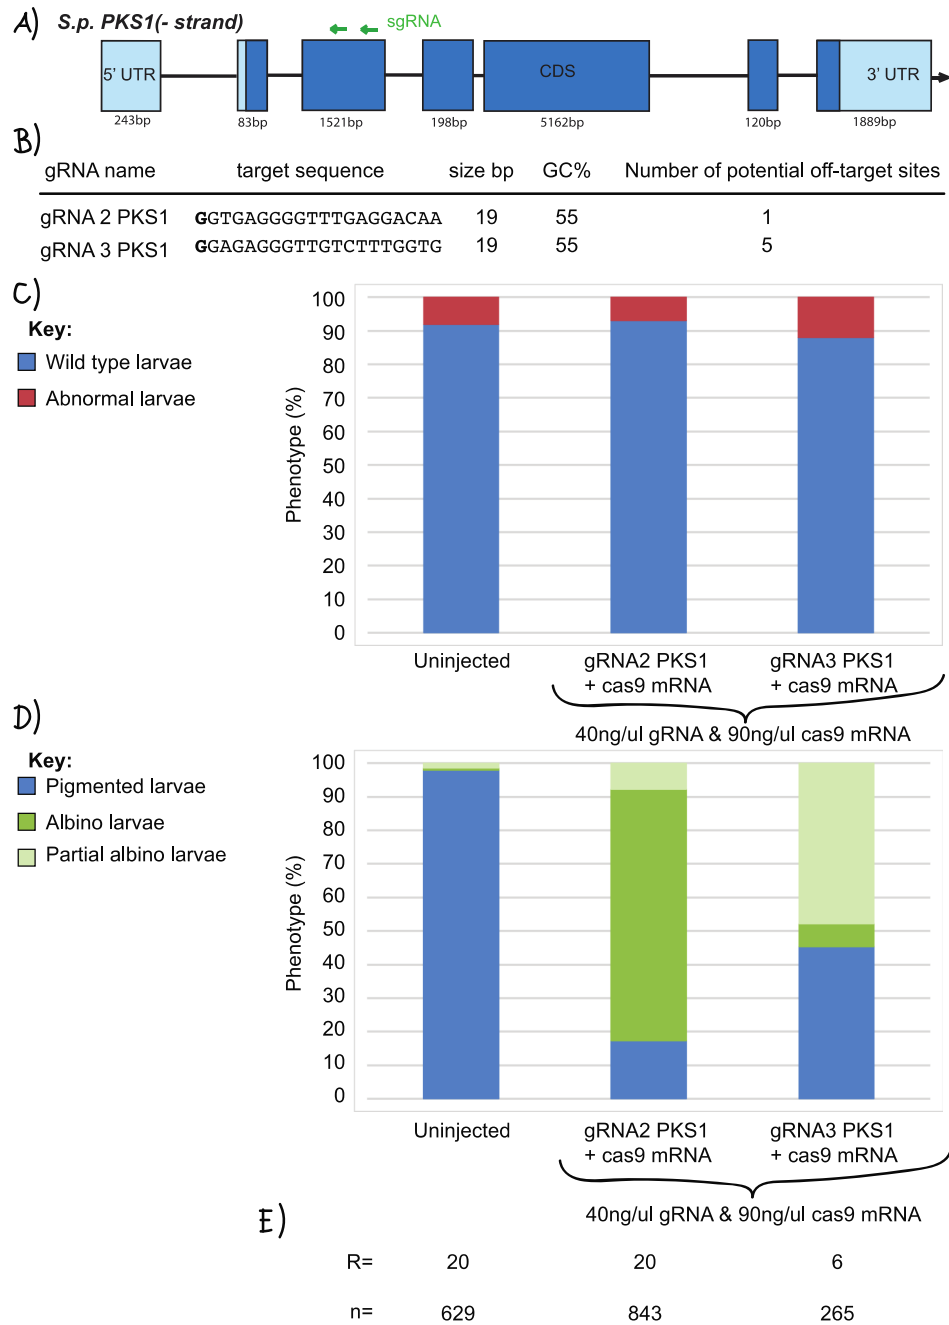 A) S.p. PKS1(- strand)
sgRNA
5' UTR
CDS
3' UTR
243bp
83bp
1521bp
198bp
5162bp
120bp
1889bp
B)
gRNA name target sequence size bp GC% Number of potential off-target sites
gRNA 2 PKS1 GGTGAGGGGTTTGAGGACAA 19 55 1
gRNA 3 PKS1 GGAGAGGGTTGTCTTTGGTG 19 55 5
C)
Key:
Wild type larvae
Abnormal larvae
Phenotype (%)
100
90
80
70
60
50
40
30
20
10
0
Uninjected
gRNA2 PKS1
+ cas9 mRNA
gRNA3 PKS1
+ cas9 mRNA
40ng/ul gRNA & 90ng/ul cas9 mRNA
D)
Key:
Pigmented larvae
Albino larvae
Partial albino larvae
Phenotype (%)
100
90
80
70
60
50
40
30
20
10
0
Uninjected
gRNA2 PKS1
+ cas9 mRNA
gRNA3 PKS1
+ cas9 mRNA
40ng/ul gRNA & 90ng/ul cas9 mRNA
E)
R= 20 20 6
n= 629 843 265